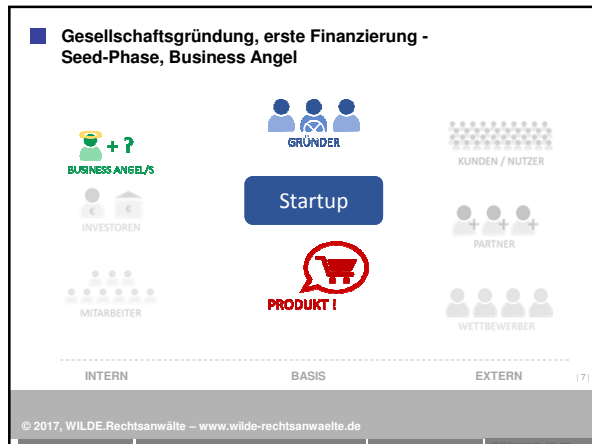 Gesellschaftsgründung, erste Finanzierung -
Seed-Phase, Business Angel
+ ?
BUSINESS ANGEL/S
€ €
INVESTOREN
MITARBEITER
GRÜNDER
Startup
PRODUKT !
KUNDEN / NUTZER
PARTNER
WETTBEWERBER
INTERN BASIS EXTERN | 7 |
© 2017, WILDE.Rechtsanwälte – www.wilde-rechtsanwaelte.de